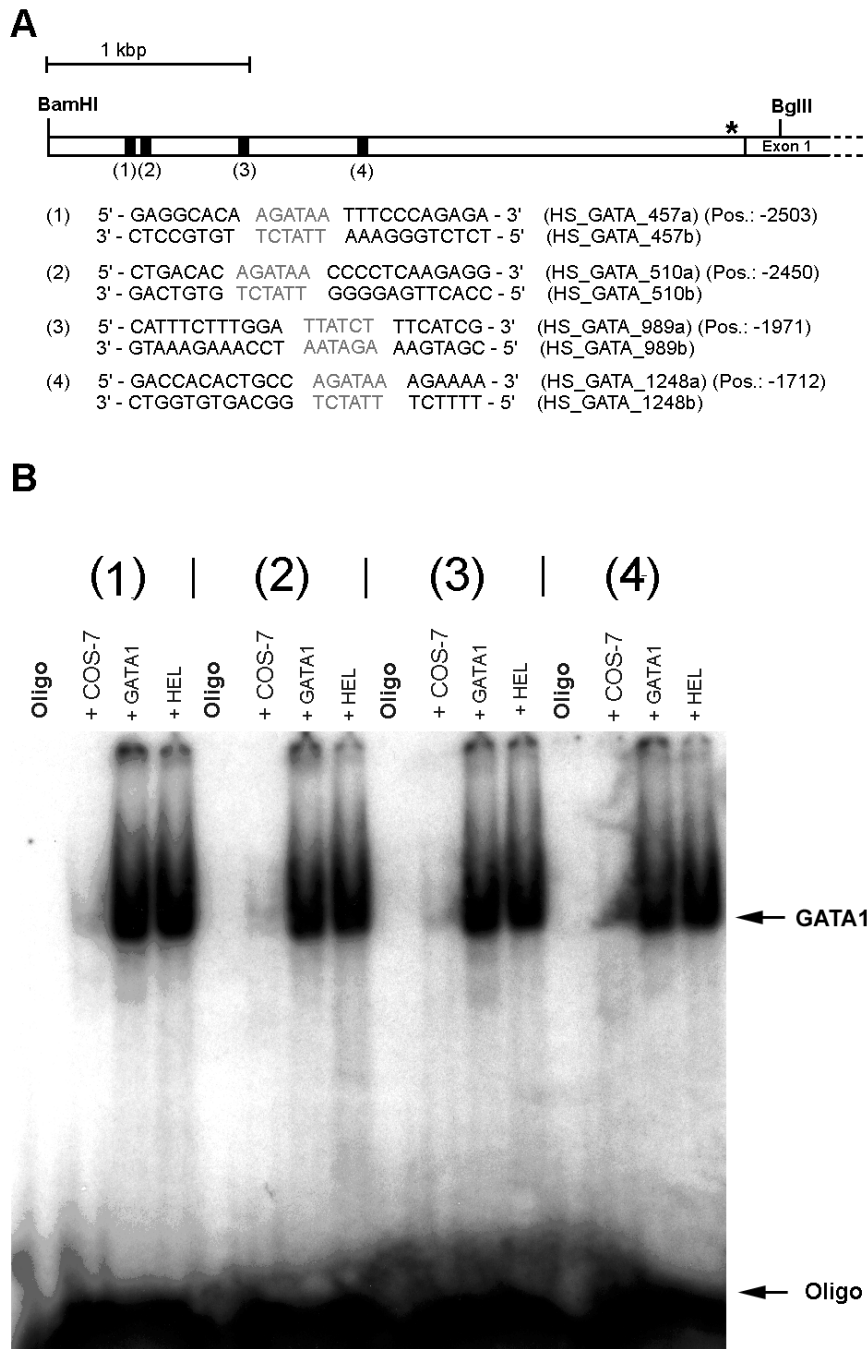 A
1 kbp
BamHI
*
BglII
Exon 1
(1) (2) (3) (4)
(1) 5' - GAGGCACA AGATAA TTTCCCAGAGA - 3' (HS_GATA_457a) (Pos.: -2503)
3' - CTCCGTGT TCTATT AAAGGGTCTCT - 5' (HS_GATA_457b)
(2) 5' - CTGACAC AGATAA CCCCTCAAGAGG - 3' (HS_GATA_510a) (Pos.: -2450)
3' - GACTGTG TCTATT GGGGAGTTCACC - 5' (HS_GATA_510b)
(3) 5' - CATTTCTTTGGA TTATCT TTCATCG - 3' (HS_GATA_989a) (Pos.: -1971)
3' - GTAAAGAAACCT AATAGA AAGTAGC - 5' (HS_GATA_989b)
(4) 5' - GACCACACTGCC AGATAA AGAAAA - 3' (HS_GATA_1248a) (Pos.: -1712)
3' - CTGGTGTGACGG TCTATT TCTTTT - 5' (HS_GATA_1248b)
B
(1) | (2) | (3) | (4)
Oligo + COS-7 + GATA1 + HEL Oligo + COS-7 + GATA1 + HEL Oligo + COS-7 + GATA1 + HEL Oligo + COS-7 + GATA1 + HEL
GATA1
Oligo